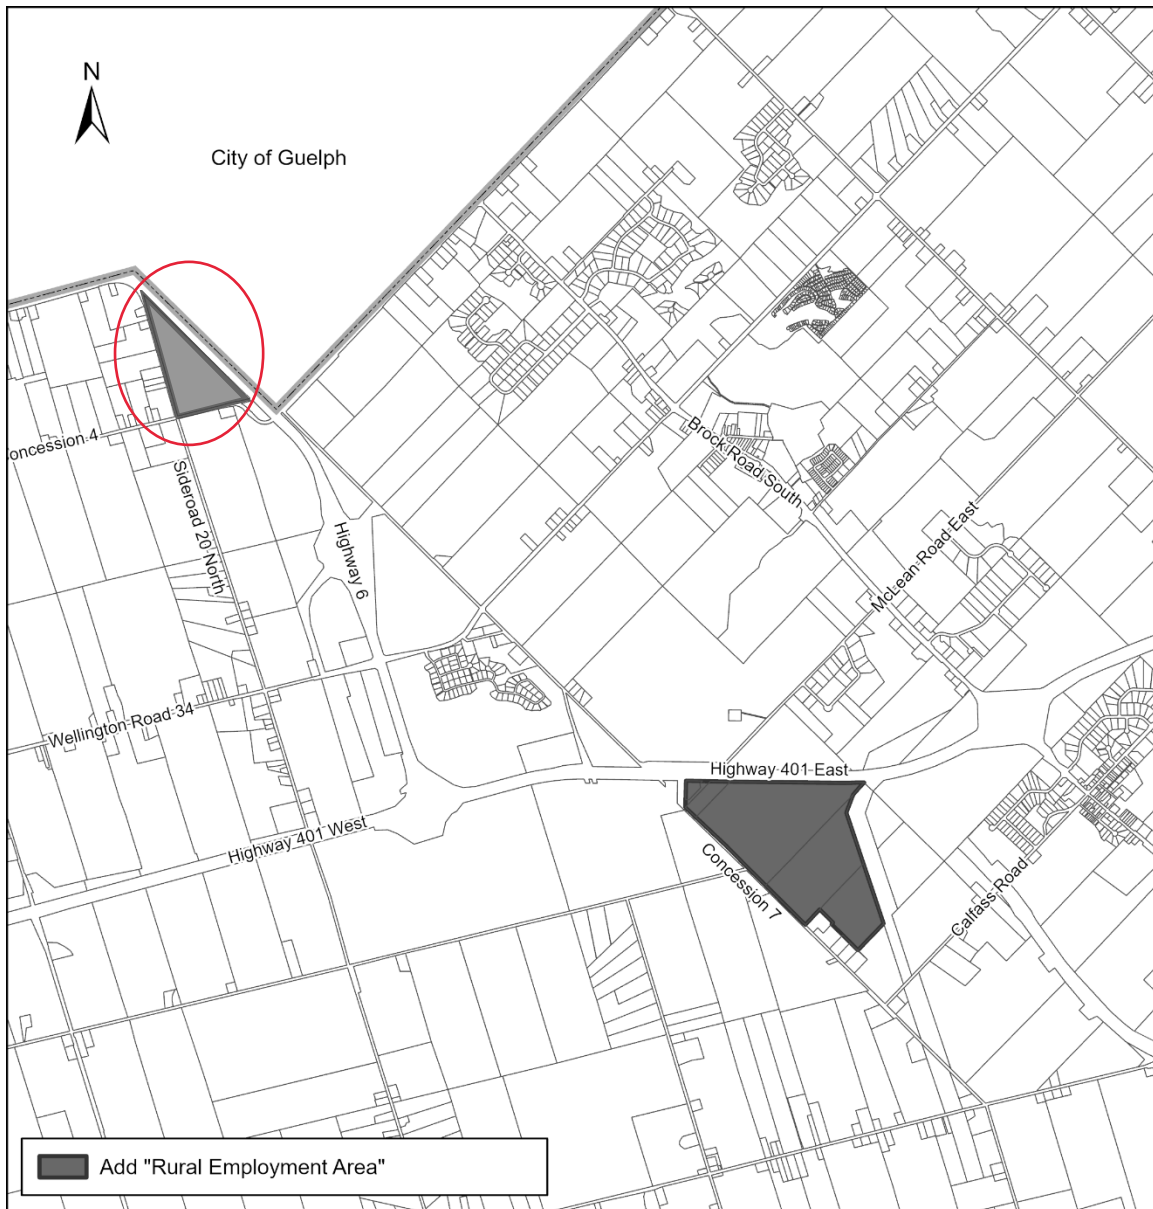 N
City of Guelph
oncession 4
Sideroad 20 North
Highway 6
Brock Road South
McLean Road East
Wellington Road 34
Highway 401 East
Highway 401 West
Concession 7
Calfass Road
Add "Rural Employment Area"